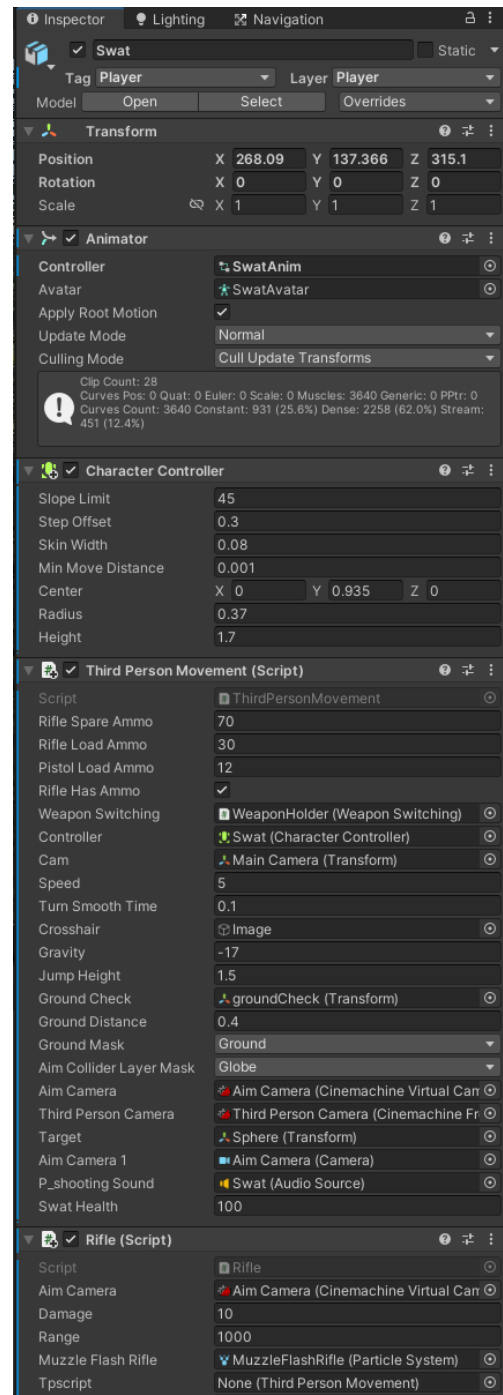 Inspector Lighting Navigation
Swat Static
Tag Player Layer Player
Model Open Select Overrides
Transform
Position X 268.09 Y 137.366 Z 315.1
Rotation X 0 Y 0 Z 0
Scale X 1 Y 1 Z 1
Animator
Controller SwatAnim
Avatar SwatAvatar
Apply Root Motion
Update Mode Normal
Culling Mode Cull Update Transforms
Clip Count: 28
Curves Pos: 0 Quat: 0 Euler: 0 Scale: 0 Muscles: 3640 Generic: 0 PPtr: 0
Curves Count: 3640 Constant: 931 (25.6%) Dense: 2258 (62.0%) Stream:
451 (12.4%)
Character Controller
Slope Limit 45
Step Offset 0.3
Skin Width 0.08
Min Move Distance 0.001
Center X 0 Y 0.935 Z 0
Radius 0.37
Height 1.7
Third Person Movement (Script)
Script ThirdPersonMovement
Rifle Spare Ammo 70
Rifle Load Ammo 30
Pistol Load Ammo 12
Rifle Has Ammo
Weapon Switching WeaponHolder (Weapon Switching)
Controller Swat (Character Controller)
Cam Main Camera (Transform)
Speed 5
Turn Smooth Time 0.1
Crosshair Image
Gravity -17
Jump Height 1.5
Ground Check groundCheck (Transform)
Ground Distance 0.4
Ground Mask Ground
Aim Collider Layer Mask Globe
Aim Camera Aim Camera (Cinemachine Virtual Cam
Third Person Camera Third Person Camera (Cinemachine Fr
Target Sphere (Transform)
Aim Camera 1 Aim Camera (Camera)
P_shooting Sound Swat (Audio Source)
Swat Health 100
Rifle (Script)
Script Rifle
Aim Camera Aim Camera (Cinemachine Virtual Cam
Damage 10
Range 1000
Muzzle Flash Rifle MuzzleFlashRifle (Particle System)
Tpscript None (Third Person Movement)